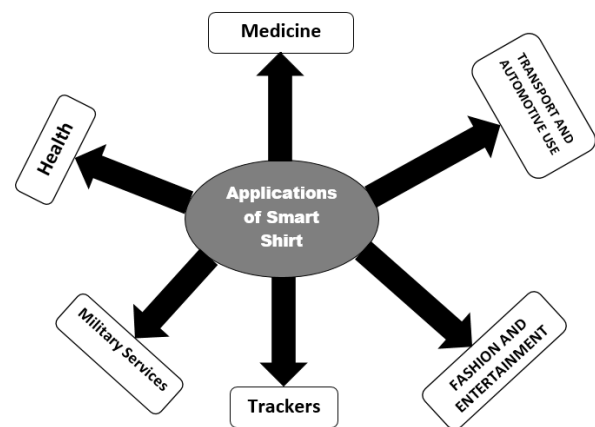 Medicine
TRANSPORT AND
AUTOMOTIVE USE
Health
Applications
of Smart
Shirt
Military Services
Trackers
FASHION AND
ENTERTAINMENT